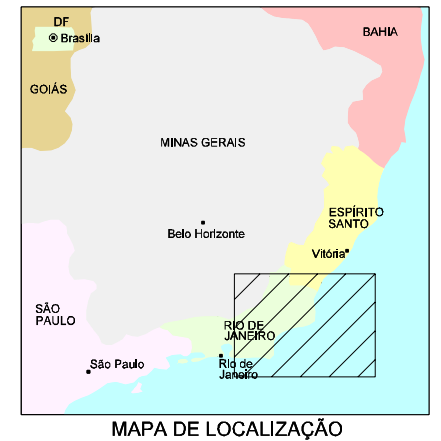 DF
Brasília
BAHIA
GOIÁS
MINAS GERAIS
ESPÍRITO
SANTO
Belo Horizonte
Vitória
SÃO
PAULO
RIO DE
JANEIRO
São Paulo
Rio de
Janeiro
MAPA DE LOCALIZAÇÃO